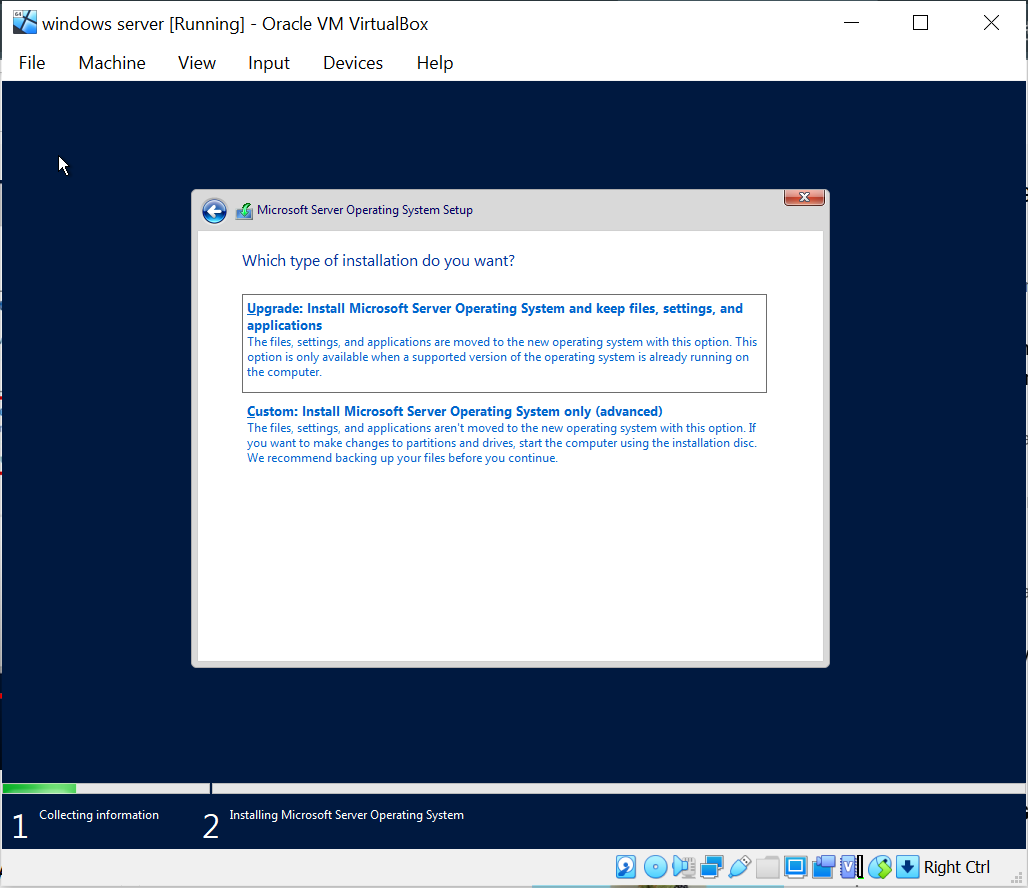 windows server [Running] - Oracle VM VirtualBox
File Machine View Input Devices Help
Microsoft Server Operating System Setup
Which type of installation do you want?
Upgrade: Install Microsoft Server Operating System and keep files, settings, and
applications
The files, settings, and applications are moved to the new operating system with this option. This
option is only available when a supported version of the operating system is already running on
the computer.
Custom: Install Microsoft Server Operating System only (advanced)
The files, settings, and applications aren't moved to the new operating system with this option. If
you want to make changes to partitions and drives, start the computer using the installation disc.
We recommend backing up your files before you continue.
1 Collecting information 2 Installing Microsoft Server Operating System
Right Ctrl